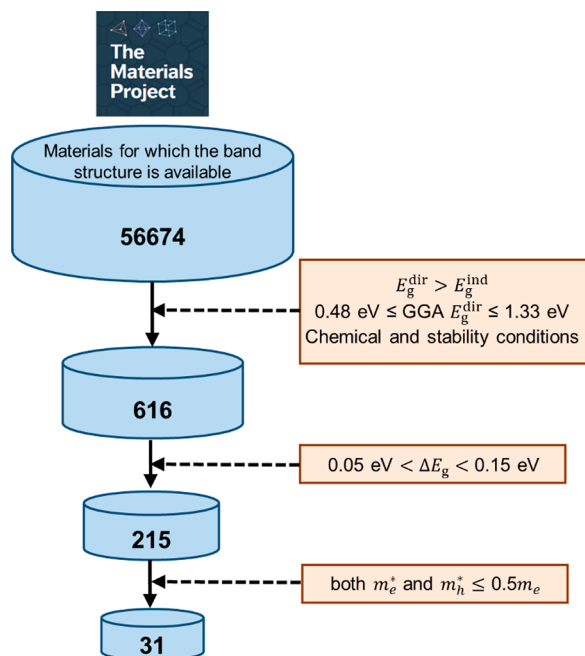 The
Materials
Project
Materials for which the band
structure is available
56674
E_g^dir > E_g^ind
0.48 eV ≤ GGA E_g^dir ≤ 1.33 eV
Chemical and stability conditions
616
0.05 eV < ΔE_g < 0.15 eV
215
both m_e^* and m_h^* ≤ 0.5m_e
31